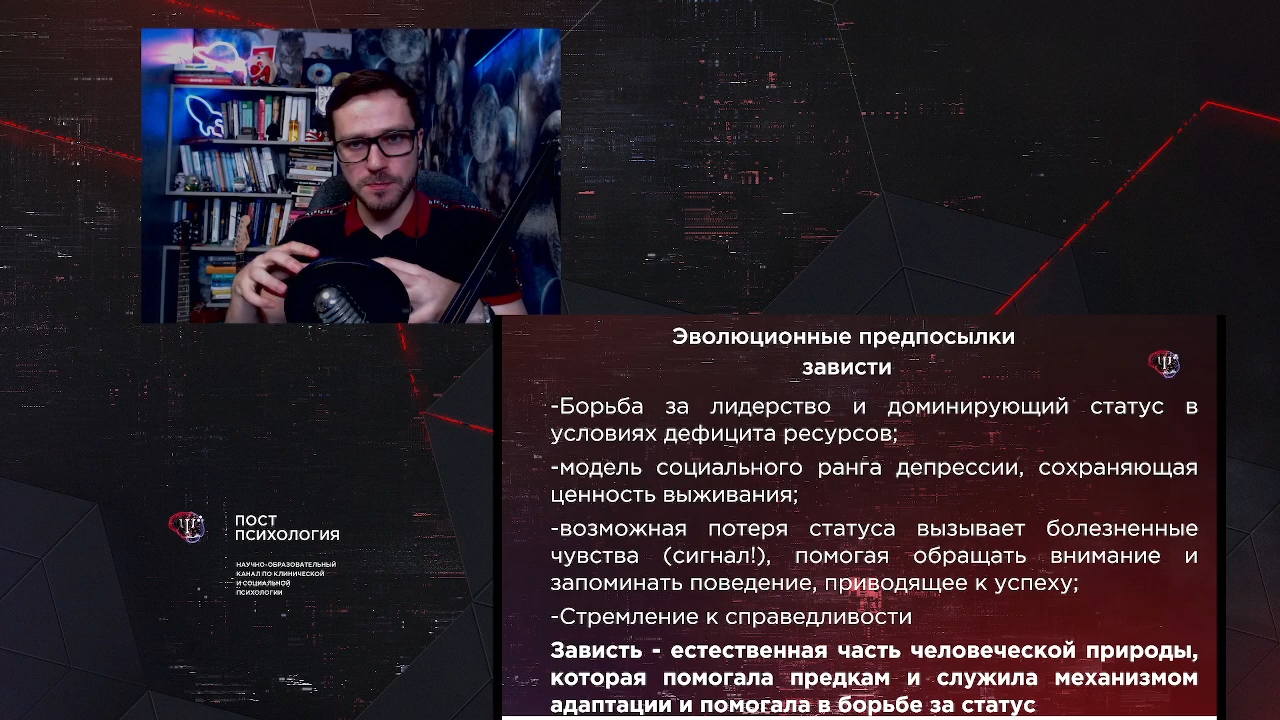 Эволюционные предпосылки
зависти
-Борьба за лидерство и доминирующий статус в
условиях дефицита ресурсов;
-модель социального ранга депрессии, сохраняющая
ценность выживания;
-возможная потеря статуса вызывает болезненные
чувства (сигнал!), помогая обращать внимание и
запоминать поведение, приводящее к успеху;
-Стремление к справедливости
Зависть - естественная часть человеческой природы,
которая помогала предкам и служила механизмом
адаптации и помогала в борьбе за статус
ПОСТ
ПСИХОЛОГИЯ
НАУЧНО-ОБРАЗОВАТЕЛЬНЫЙ
КАНАЛ ПО КЛИНИЧЕСКОЙ
И СОЦИАЛЬНОЙ
ПСИХОЛОГИИ